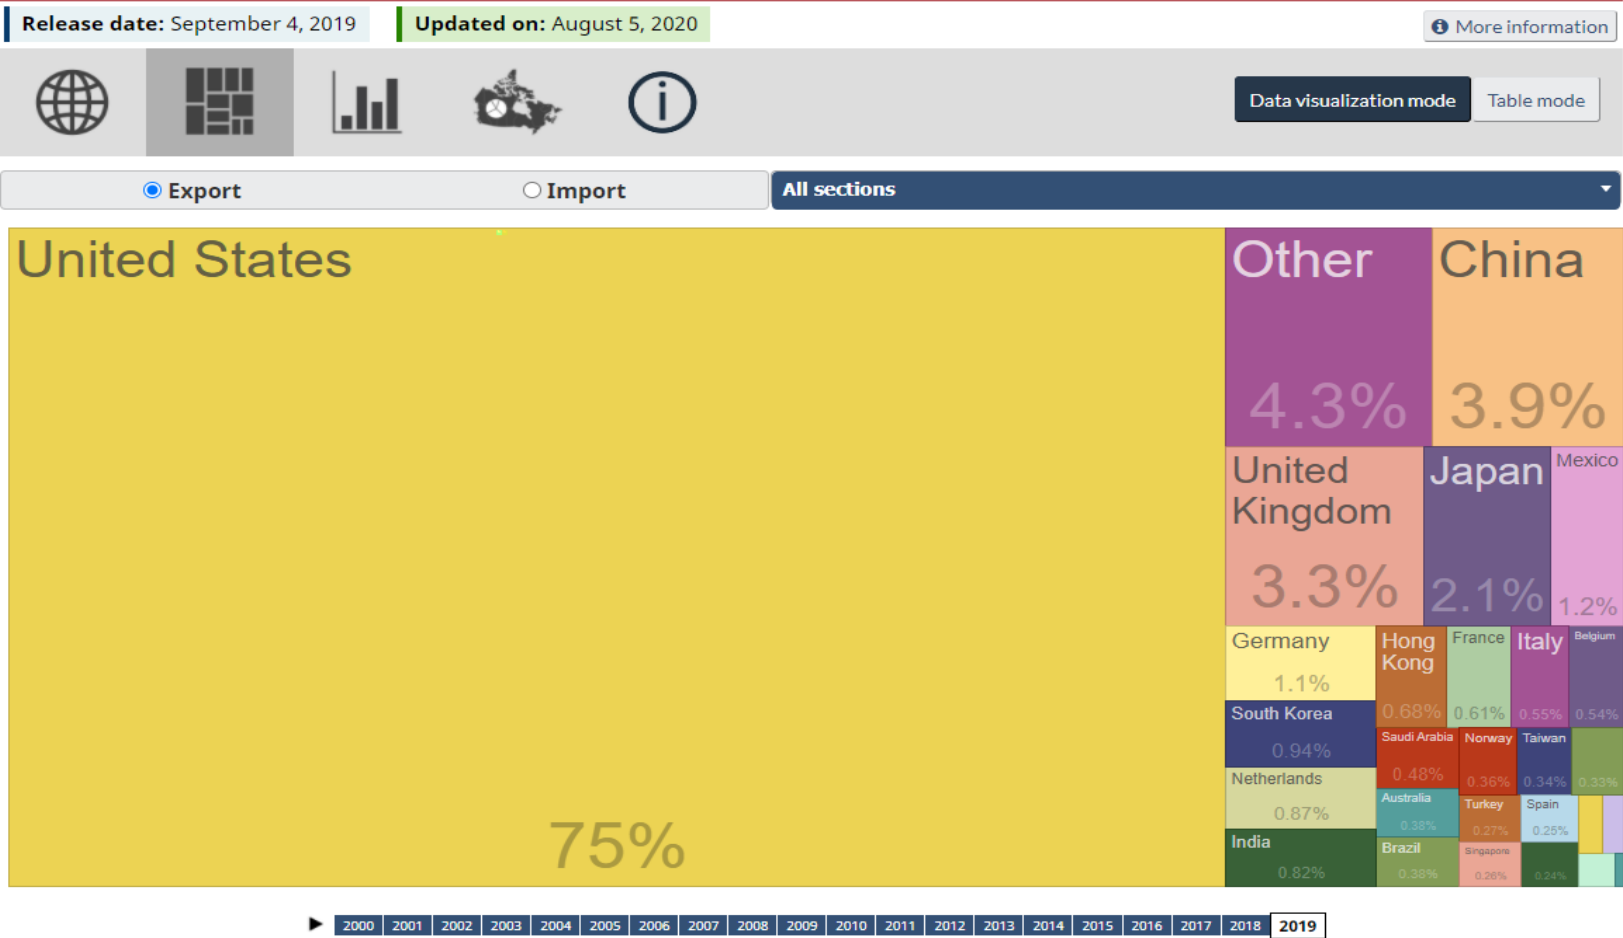 Release date: September 4, 2019
Updated on: August 5, 2020
More information
Data visualization mode
Table mode
Export
Import
All sections
United States
75%
Other
4.3%
China
3.9%
United
Kingdom
3.3%
Japan
2.1%
Mexico
1.2%
Germany
1.1%
South Korea
0.94%
Netherlands
0.87%
India
0.82%
Hong
Kong
0.68%
France
0.61%
Italy
0.55%
Belgium
0.54%
Saudi Arabia
0.48%
Norway
0.36%
Taiwan
0.34%
0.33%
Australia
0.38%
Brazil
0.38%
Turkey
0.27%
Spain
0.25%
Singapore
0.26%
0.24%
2000 2001 2002 2003 2004 2005 2006 2007 2008 2009 2010 2011 2012 2013 2014 2015 2016 2017 2018 2019